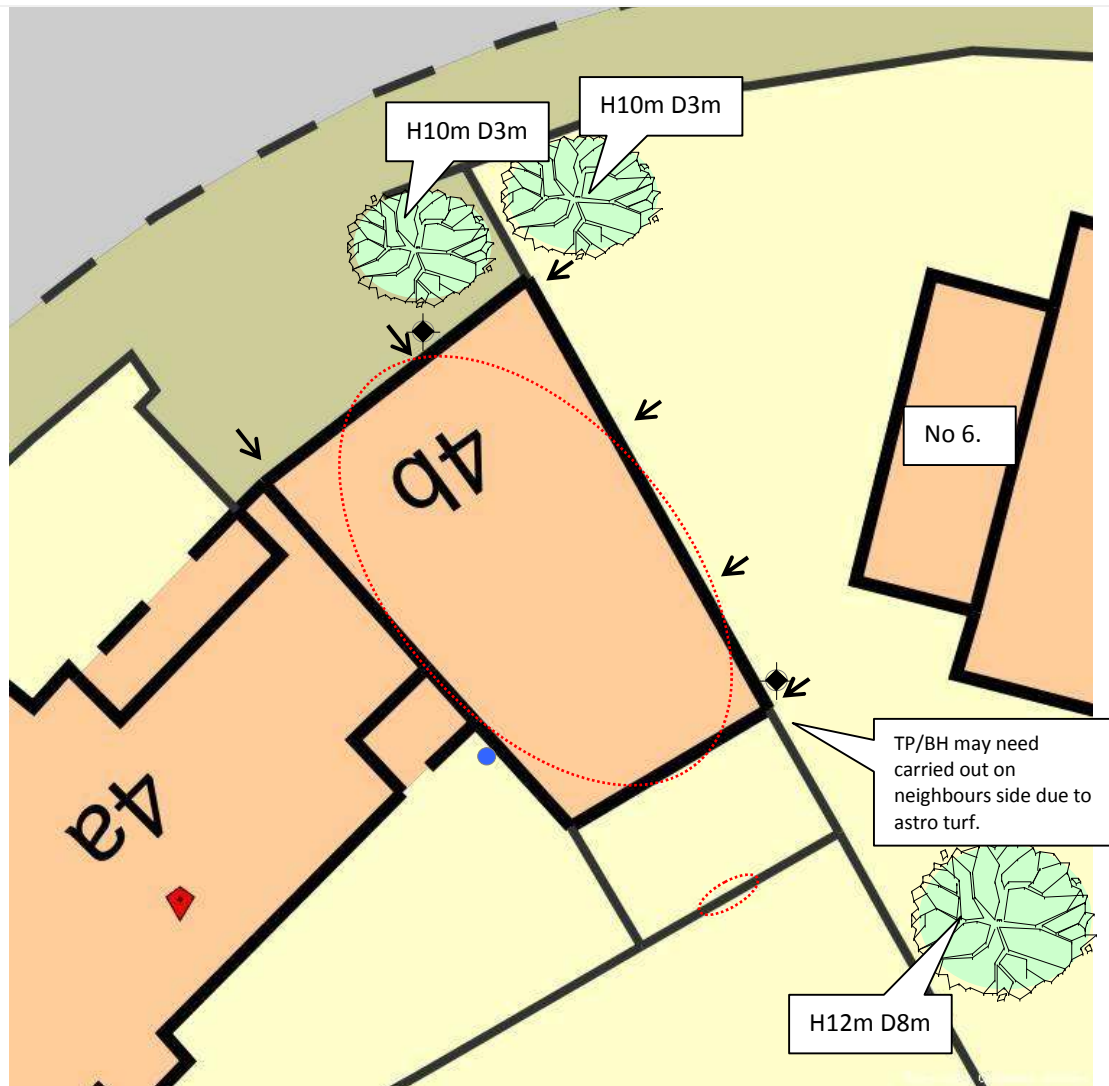 H10m D3m
H10m D3m
4b
No 6.
TP/BH may need
carried out on
neighbours side due to
astro turf.
4a
H12m D8m